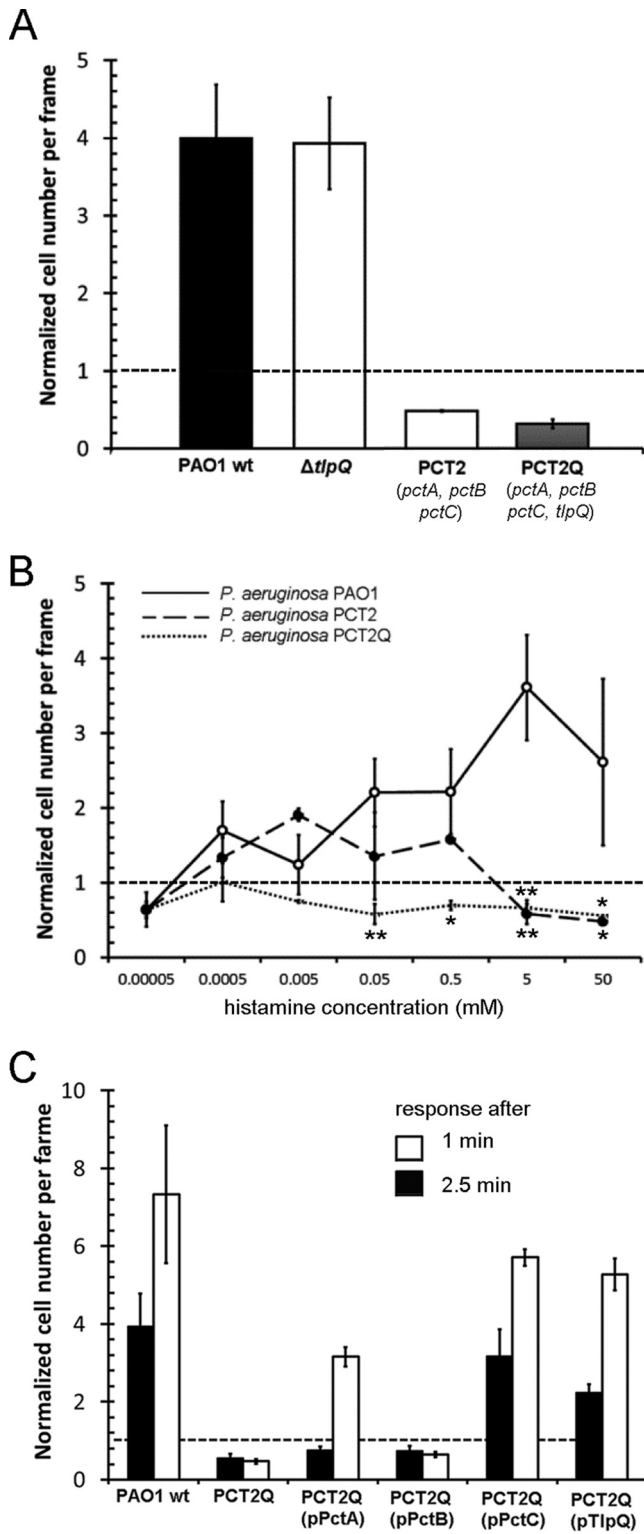 A
Normalized cell number per frame
5
4
3
2
1
0
PAO1 wt
ΔtlpQ
PCT2
(pctA, pctB
pctC)
PCT2Q
(pctA, pctB
pctC, tlpQ)
B
Normalized cell number per frame
5
4
3
2
1
0
P. aeruginosa PAO1
P. aeruginosa PCT2
P. aeruginosa PCT2Q
** * ** *
** * 
0.00005 0.0005 0.005 0.05 0.5 5 50
histamine concentration (mM)
C
Normalized cell number per farme
10
8
6
4
2
0
response after
1 min
2.5 min
PAO1 wt
PCT2Q
PCT2Q
(pPctA)
PCT2Q
(pPctB)
PCT2Q
(pPctC)
PCT2Q
(pTlpQ)